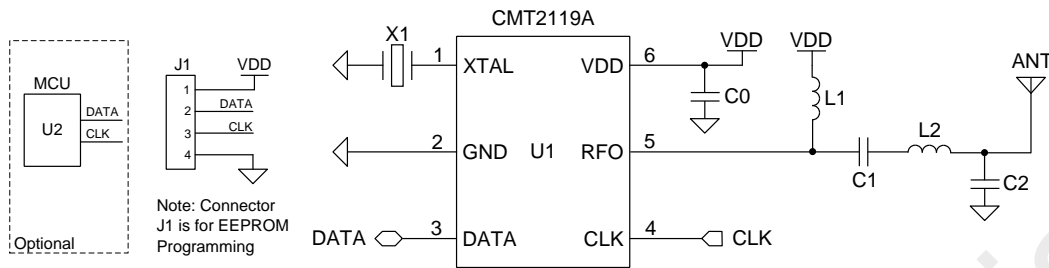 CMT2119A
MCU
U2
DATA
CLK
Optional
J1
VDD
1
2
DATA
3
CLK
4
Note: Connector
J1 is for EEPROM
Programming
X1
1
XTAL
2
GND
DATA
3
DATA
U1
VDD
6
VDD
C0
RFO
5
CLK
4
CLK
VDD
L1
C1
L2
C2
ANT